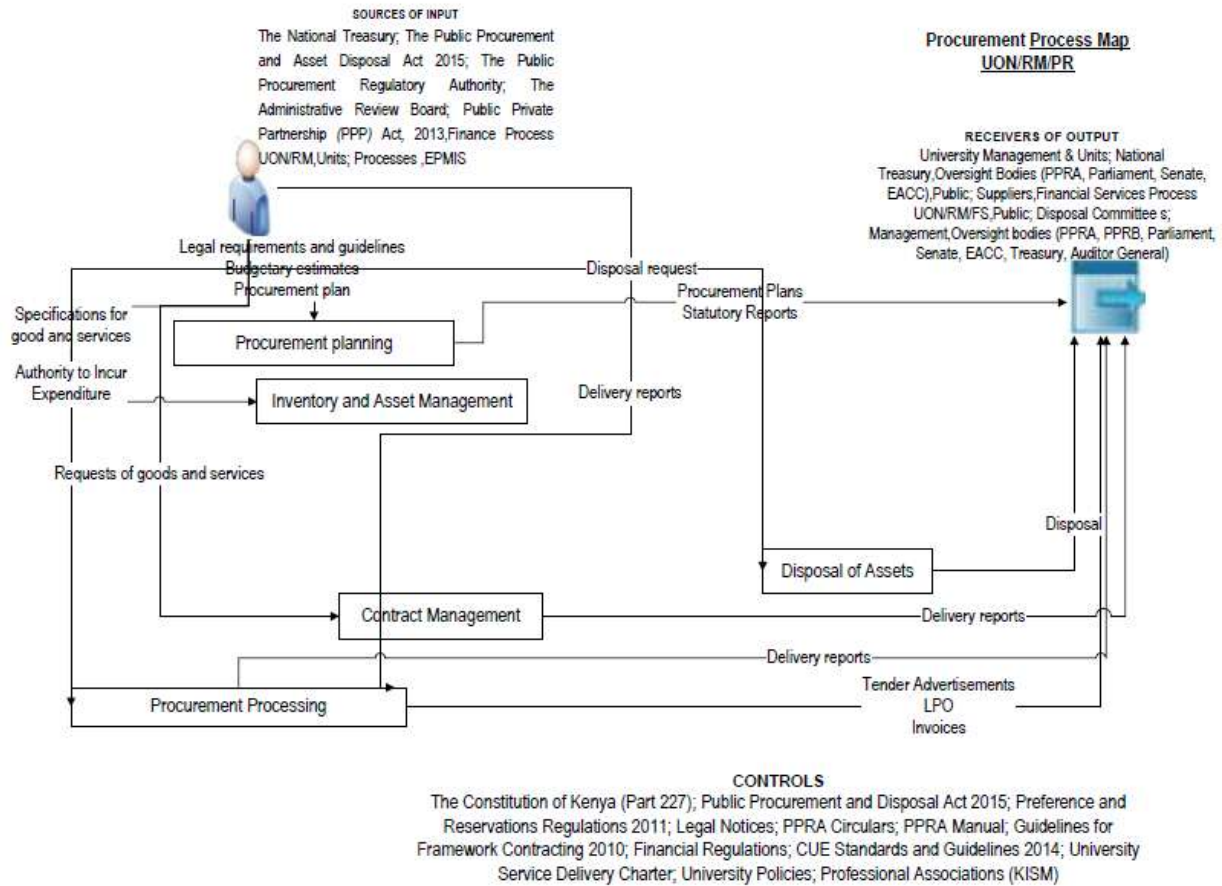 SOURCES OF INPUT
The National Treasury; The Public Procurement
and Asset Disposal Act 2015; The Public
Procurement Regulatory Authority; The
Administrative Review Board; Public Private
Partnership (PPP) Act, 2013,Finance Process
UON/RM,Units; Processes ,EPMIS
Procurement Process Map
UON/RM/PR
RECEIVERS OF OUTPUT
University Management & Units; National
Treasury,Oversight Bodies (PPRA, Parliament, Senate,
EACC),Public; Suppliers,Financial Services Process
UON/RM/FS,Public; Disposal Committee s;
Management,Oversight bodies (PPRA, PPRB, Parliament,
Senate, EACC, Treasury, Auditor General)
Legal requirements and guidelines
Budgetary estimates
Procurement plan
Disposal request
Procurement Plans
Statutory Reports
Specifications for
good and services
Procurement planning
Authority to Incur
Expenditure
Inventory and Asset Management
Delivery reports
Requests of goods and services
Disposal
Disposal of Assets
Contract Management
Delivery reports
Delivery reports
Procurement Processing
Tender Advertisements
LPO
Invoices
CONTROLS
The Constitution of Kenya (Part 227); Public Procurement and Disposal Act 2015; Preference and
Reservations Regulations 2011; Legal Notices; PPRA Circulars; PPRA Manual; Guidelines for
Framework Contracting 2010; Financial Regulations; CUE Standards and Guidelines 2014; University
Service Delivery Charter; University Policies; Professional Associations (KISM)